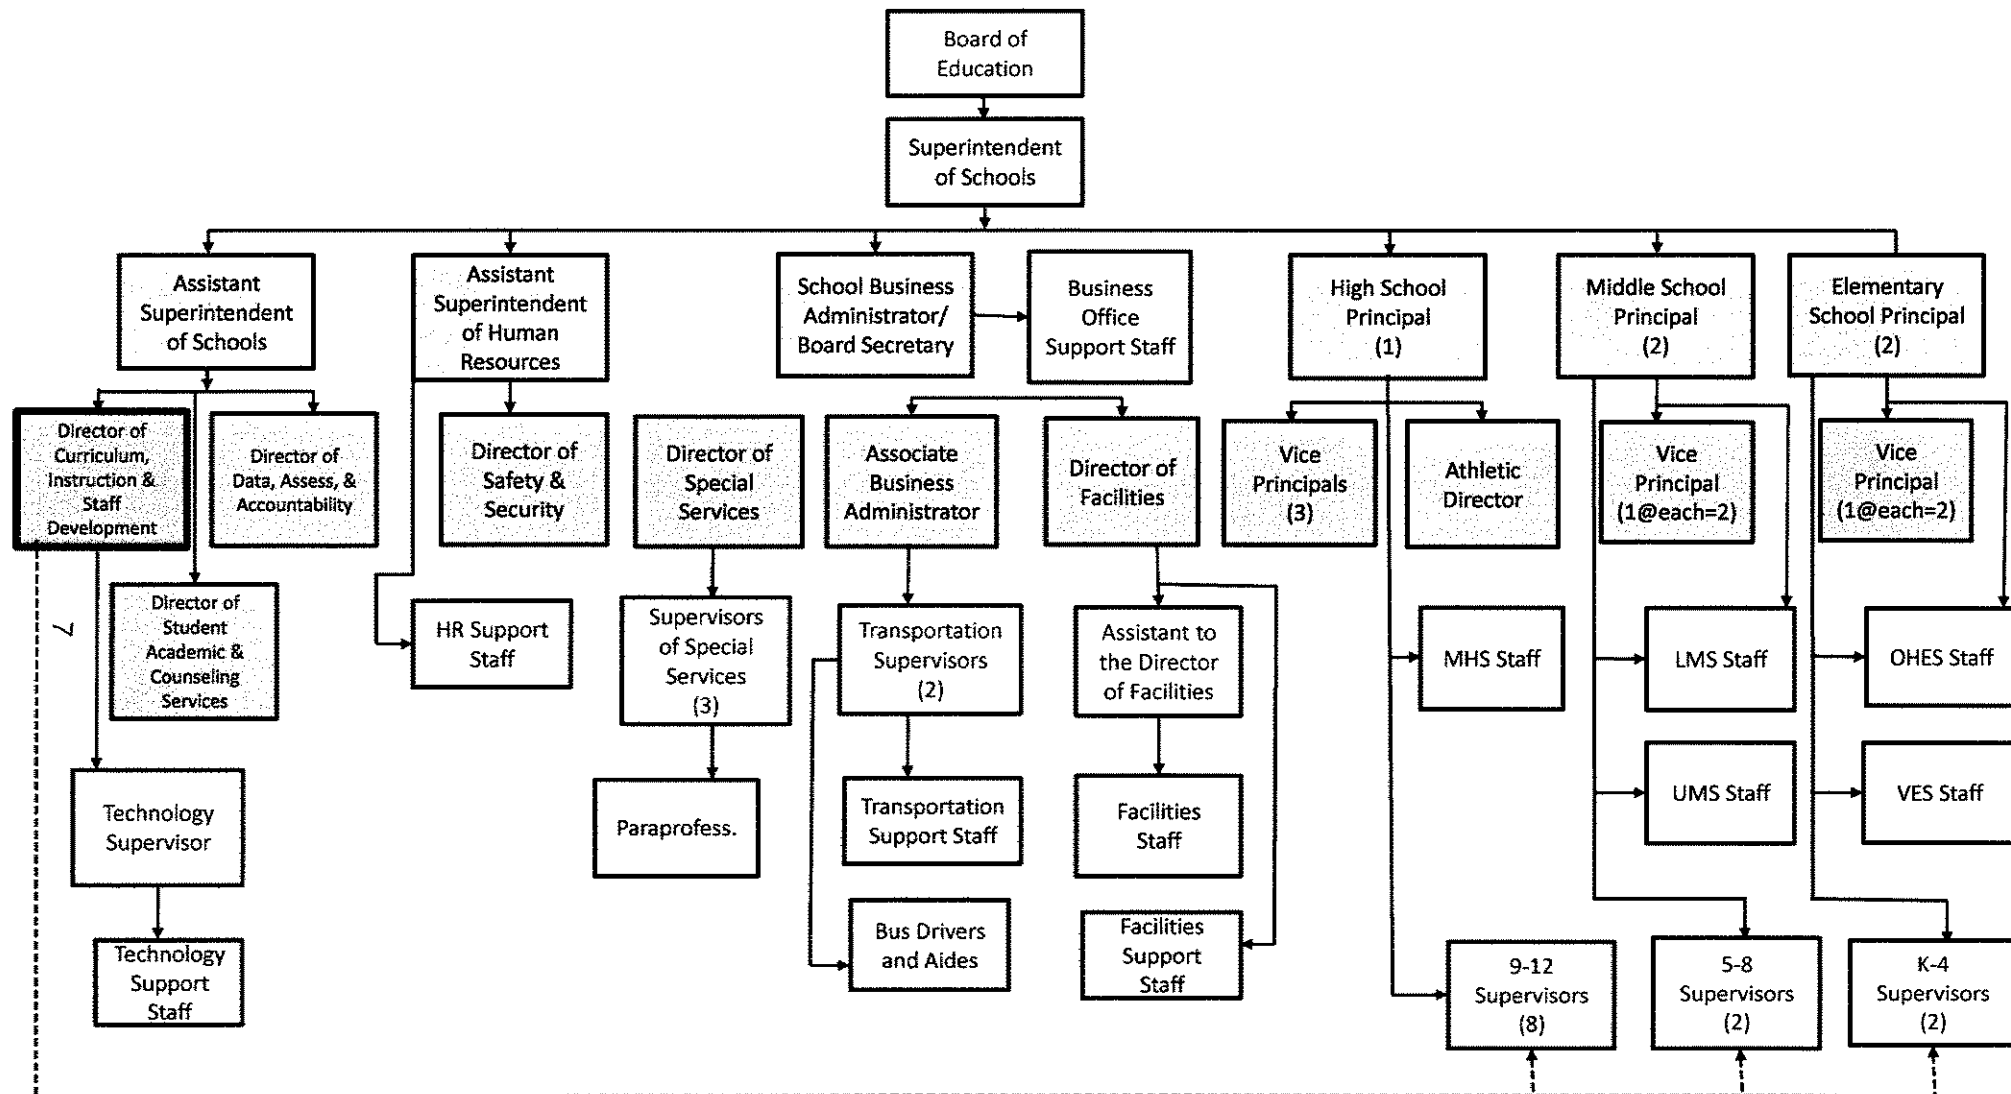 Board of
Education
Superintendent
of Schools
Assistant
Superintendent
of Schools
Assistant
Superintendent
of Human
Resources
School Business
Administrator/
Board Secretary
Business
Office
Support Staff
High School
Principal
(1)
Middle School
Principal
(2)
Elementary
School Principal
(2)
Director of
Curriculum,
Instruction &
Staff
Development
Director of
Data, Assess, &
Accountability
Director of
Safety &
Security
Director of
Special
Services
Associate
Business
Administrator
Director of
Facilities
Vice
Principals
(3)
Athletic
Director
Vice
Principal
(1@each=2)
Vice
Principal
(1@each=2)
7
Director of
Student
Academic &
Counseling
Services
HR Support
Staff
Supervisors
of Special
Services
(3)
Transportation
Supervisors
(2)
Assistant to
the Director
of Facilities
MHS Staff
LMS Staff
OHES Staff
Technology
Supervisor
Paraprofess.
Transportation
Support Staff
Facilities
Staff
UMS Staff
VES Staff
Technology
Support
Staff
Bus Drivers
and Aides
Facilities
Support
Staff
9-12
Supervisors
(8)
5-8
Supervisors
(2)
K-4
Supervisors
(2)